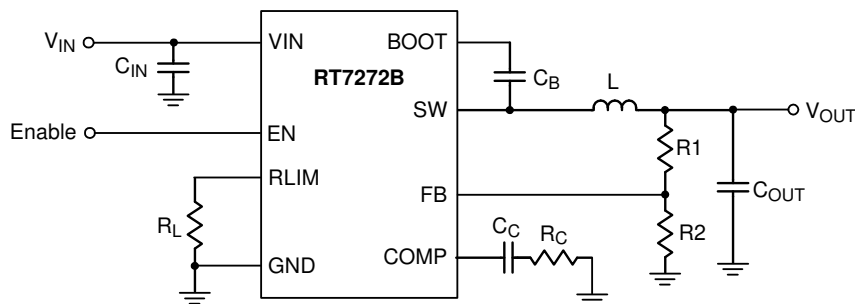 VIN
VIN
BOOT
CIN
RT7272B
CB
L
SW
VOUT
Enable
EN
R1
RLIM
FB
COUT
RL
CC
RC
R2
GND
COMP